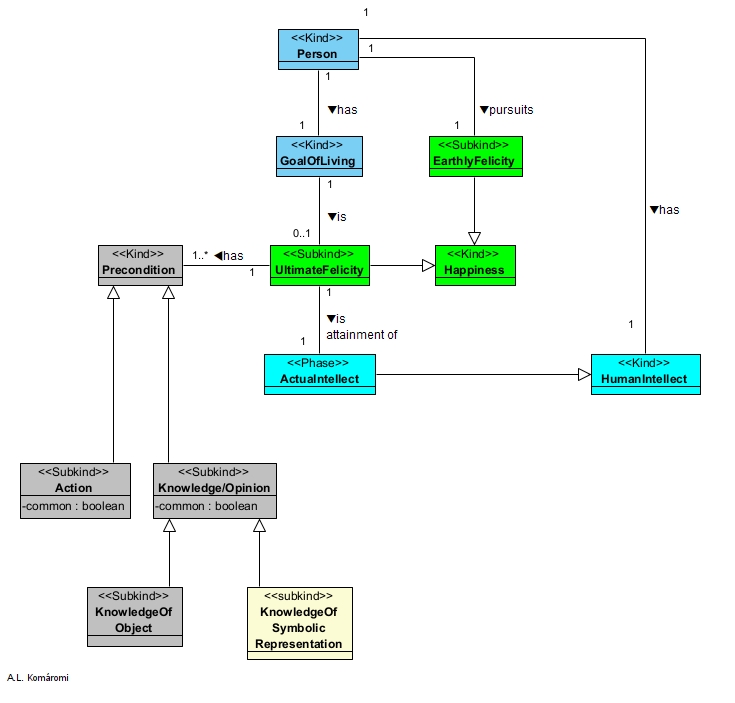 1
<<Kind>>
Person
1
1
▼has
▼pursuits
1
1
<<Kind>>
GoalOfLiving
<<Subkind>>
EarthlyFelicity
1
▼has
▼is
0..1
<<Kind>>
Precondition
1..* ◀has
1
<<Subkind>>
UltimateFelicity
<<Kind>>
Happiness
1
▼is
attainment of
1
1
<<Phase>>
ActualIntellect
<<Kind>>
HumanIntellect
<<Subkind>>
Action
-common : boolean
<<Subkind>>
Knowledge/Opinion
-common : boolean
<<Subkind>>
KnowledgeOf
Object
<<subkind>>
KnowledgeOf
Symbolic
Representation
A.L. Komáromi